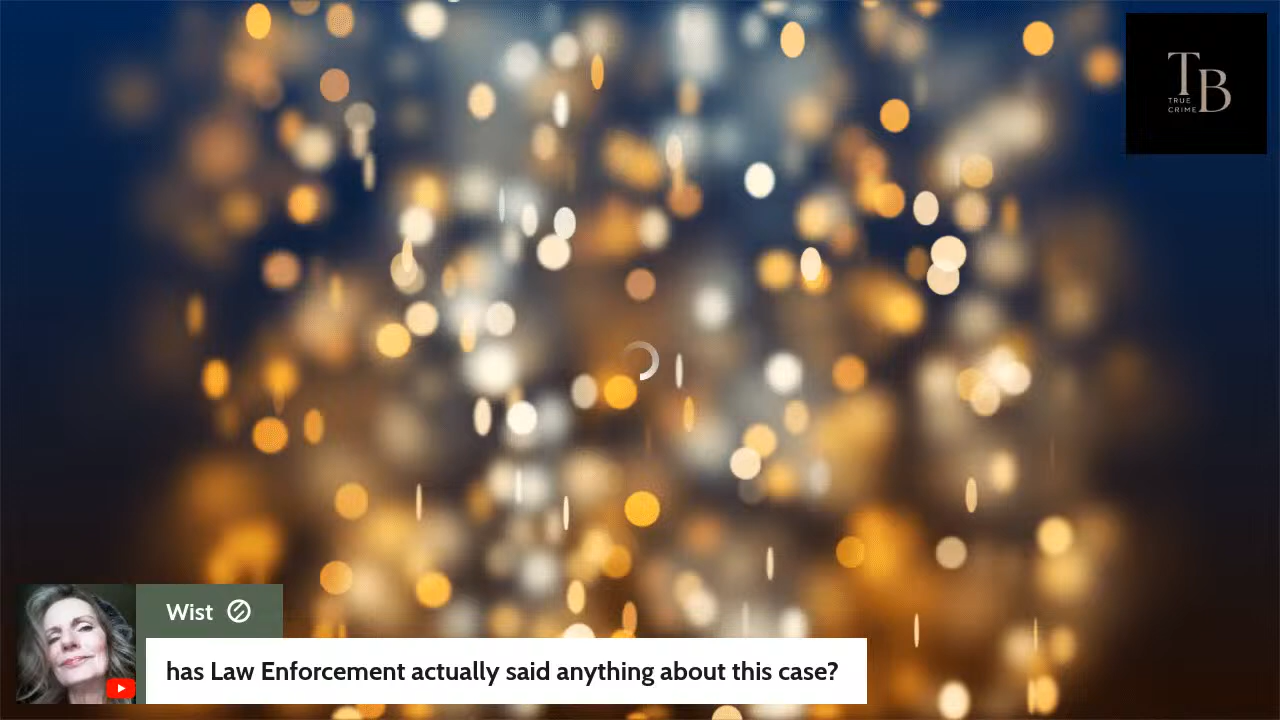 TB
TRUE
CRIME
Wist
has Law Enforcement actually said anything about this case?